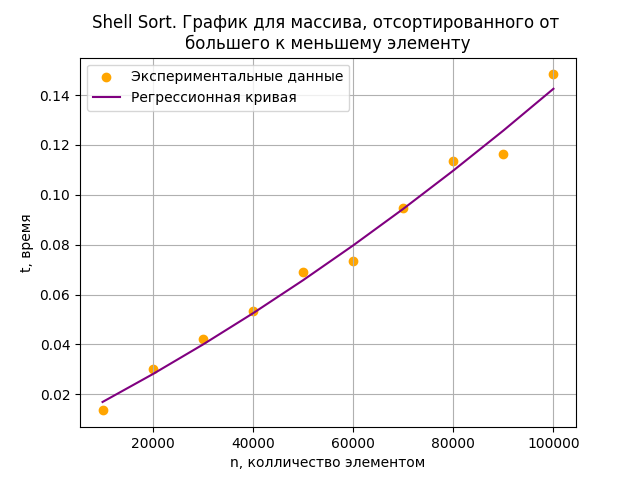 Shell Sort. График для массива, отсортированного от
большего к меньшему элементу
Экспериментальные данные
Регрессионная кривая
t, время
0.14
0.12
0.10
0.08
0.06
0.04
0.02
20000 40000 60000 80000 100000
n, колличество элементом